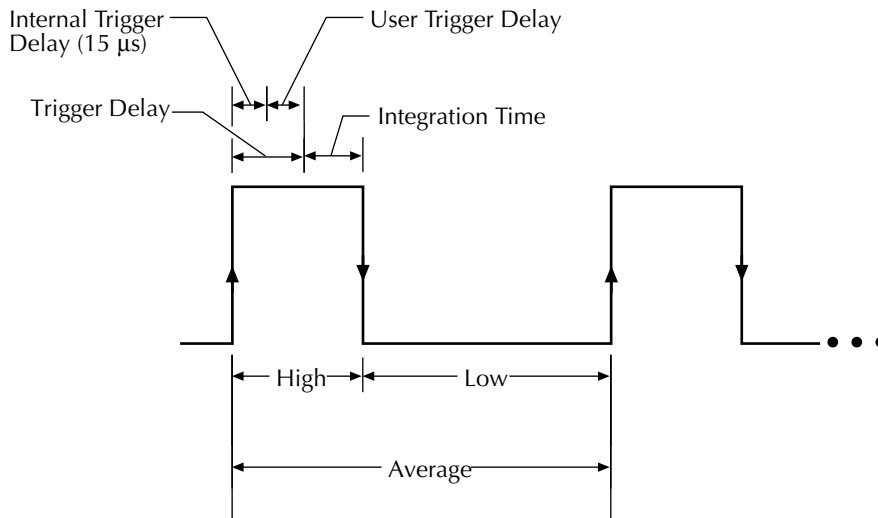 Internal Trigger
Delay (15 μs)
User Trigger Delay
Trigger Delay
Integration Time
High
Low
Average